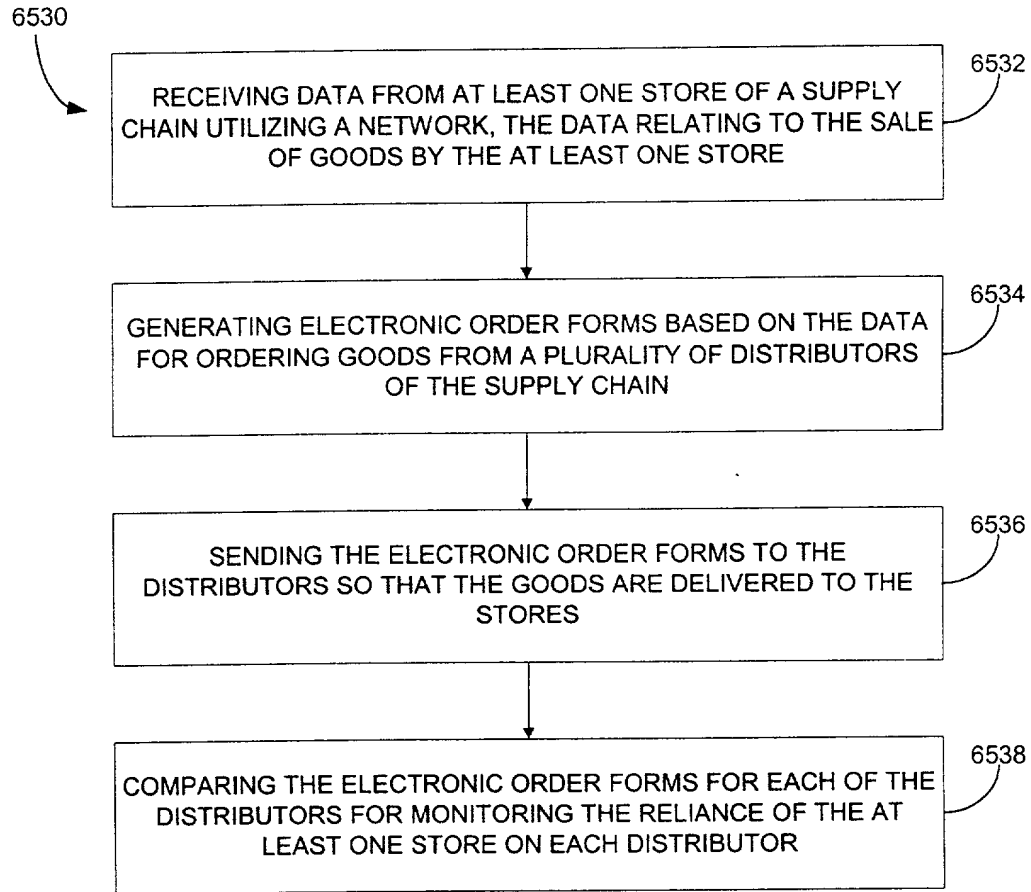 6530
6532
RECEIVING DATA FROM AT LEAST ONE STORE OF A SUPPLY
CHAIN UTILIZING A NETWORK, THE DATA RELATING TO THE SALE
OF GOODS BY THE AT LEAST ONE STORE
6534
GENERATING ELECTRONIC ORDER FORMS BASED ON THE DATA
FOR ORDERING GOODS FROM A PLURALITY OF DISTRIBUTORS
OF THE SUPPLY CHAIN
6536
SENDING THE ELECTRONIC ORDER FORMS TO THE
DISTRIBUTORS SO THAT THE GOODS ARE DELIVERED TO THE
STORES
6538
COMPARING THE ELECTRONIC ORDER FORMS FOR EACH OF THE
DISTRIBUTORS FOR MONITORING THE RELIANCE OF THE AT
LEAST ONE STORE ON EACH DISTRIBUTOR